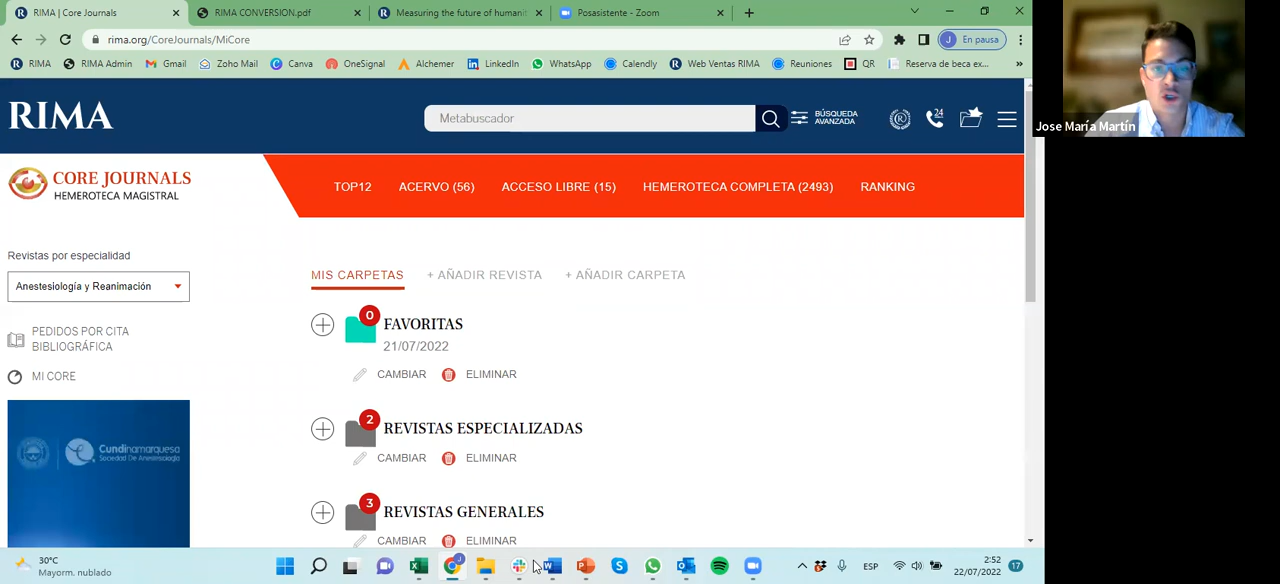 RIMA | Core Journals
RIMA CONVERSION.pdf
Measuring the future of humanit
Posasistente - Zoom
rima.org/CoreJournals/MiCore
J En pausa
RIMA
RIMA Admin
Gmail
Zoho Mail
Canva
OneSignal
Alchemer
LinkedIn
WhatsApp
Calendly
Web Ventas RIMA
Reuniones
QR
Reserva de beca ex...
RIMA
Metabuscador
BÚSQUEDA
AVANZADA
24
Jose María Martín
CORE JOURNALS
HEMEROTECA MAGISTRAL
TOP12
ACERVO (56)
ACCESO LIBRE (15)
HEMEROTECA COMPLETA (2493)
RANKING
Revistas por especialidad
Anestesiología y Reanimación
PEDIDOS POR CITA
BIBLIOGRÁFICA
MI CORE
Cundinamarquesa
Sociedad De Anestesiología
MIS CARPETAS
+ AÑADIR REVISTA
+ AÑADIR CARPETA
0
FAVORITAS
21/07/2022
CAMBIAR
ELIMINAR
2
REVISTAS ESPECIALIZADAS
CAMBIAR
ELIMINAR
3
REVISTAS GENERALES
CAMBIAR
ELIMINAR
30°C
Mayorm. nublado
ESP
2:52
22/07/2022
17